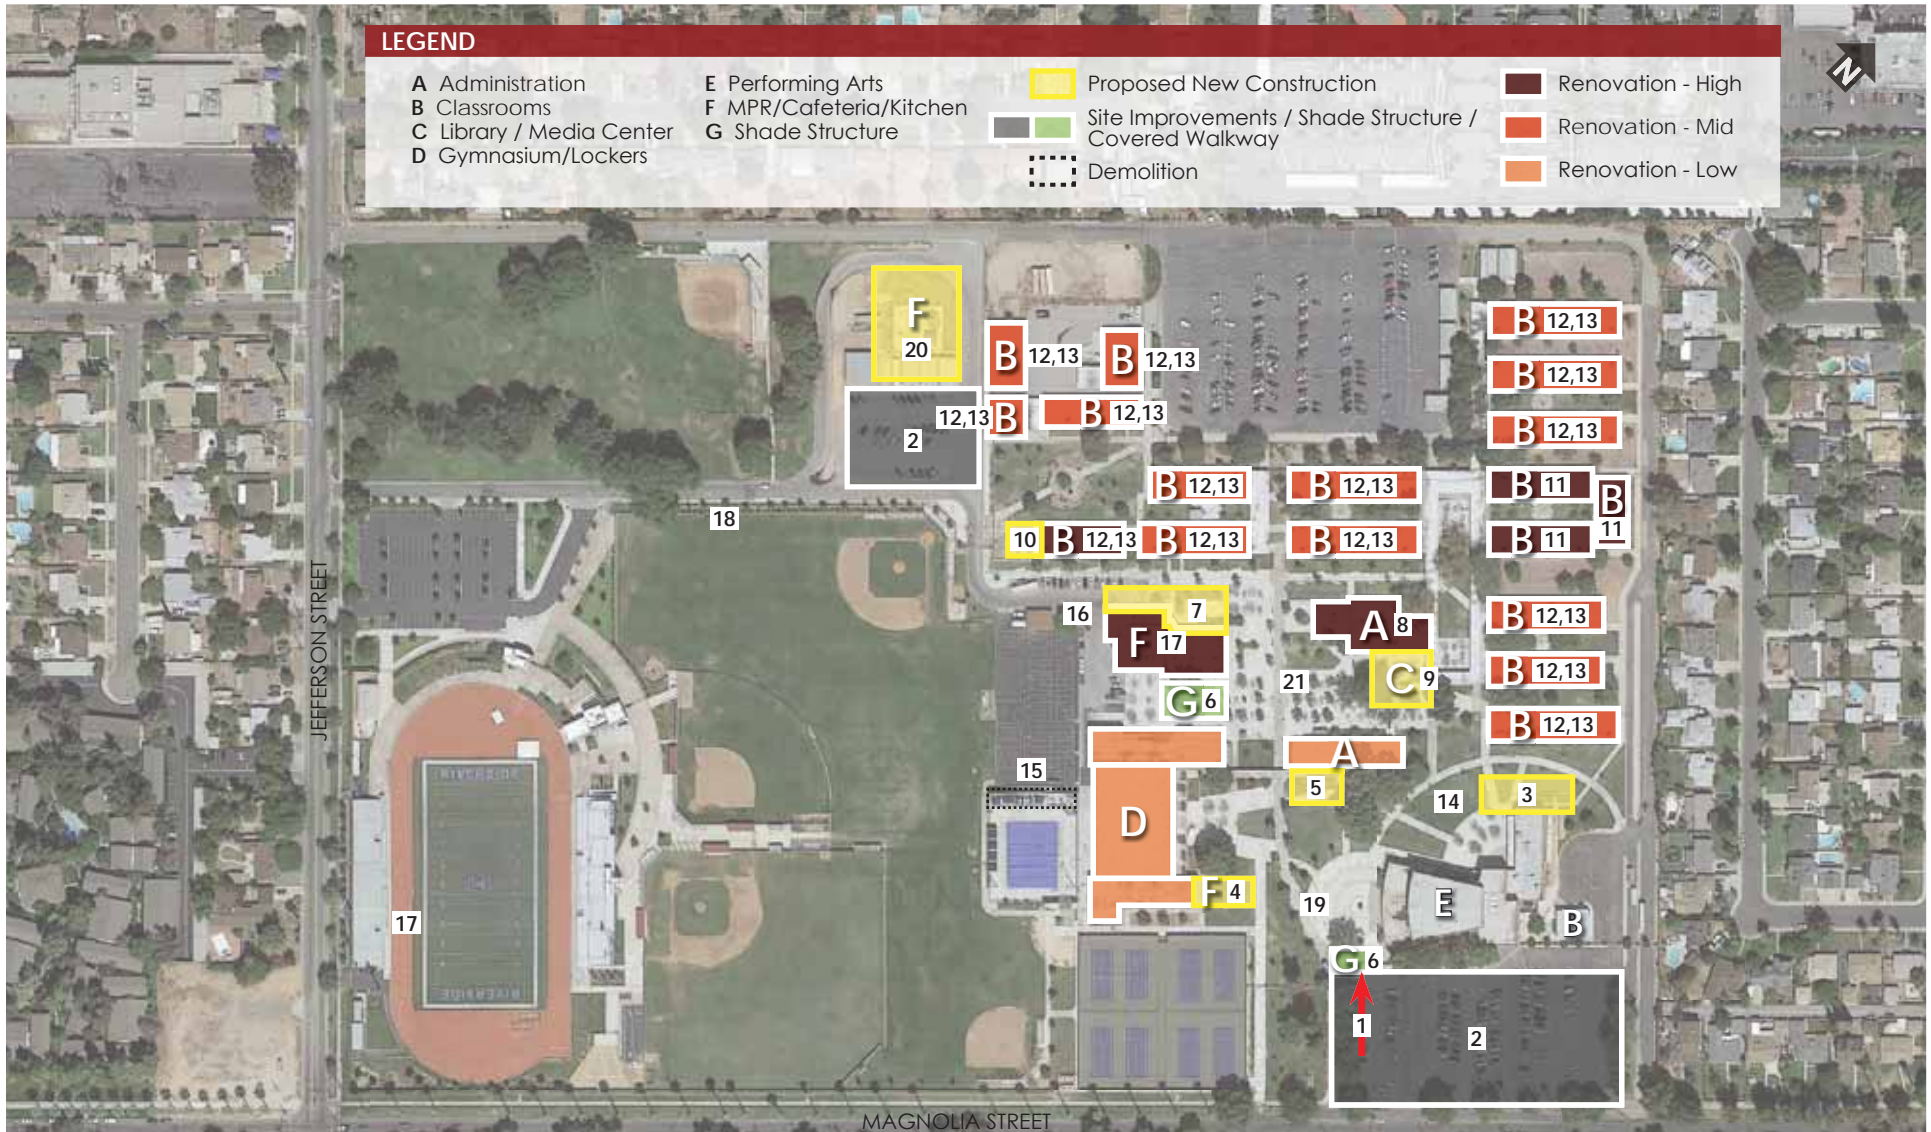 LEGEND
N
A Administration
B Classrooms
C Library / Media Center
D Gymnasium/Lockers
E Performing Arts
F MPR/Cafeteria/Kitchen
G Shade Structure
Proposed New Construction
Site Improvements / Shade Structure /
Covered Walkway
Demolition
Renovation - High
Renovation - Mid
Renovation - Low
F
20
B 12,13
B 12,13
B 12,13
B 12,13
B 12,13
12,13 B
B 12,13
2
B 12,13
B 12,13
B 12,13
B 11
B
11
18
10 B 12,13
B 12,13
B 12,13
B 11
JEFFERSON STREET
16
7
F 17
A 8
B 12,13
C 9
21
B 12,13
G 6
B 12,13
A
15
5
14
3
D
F 4
17
19
E
B
G 6
1
2
RIVERSIDE
MAGNOLIA STREET